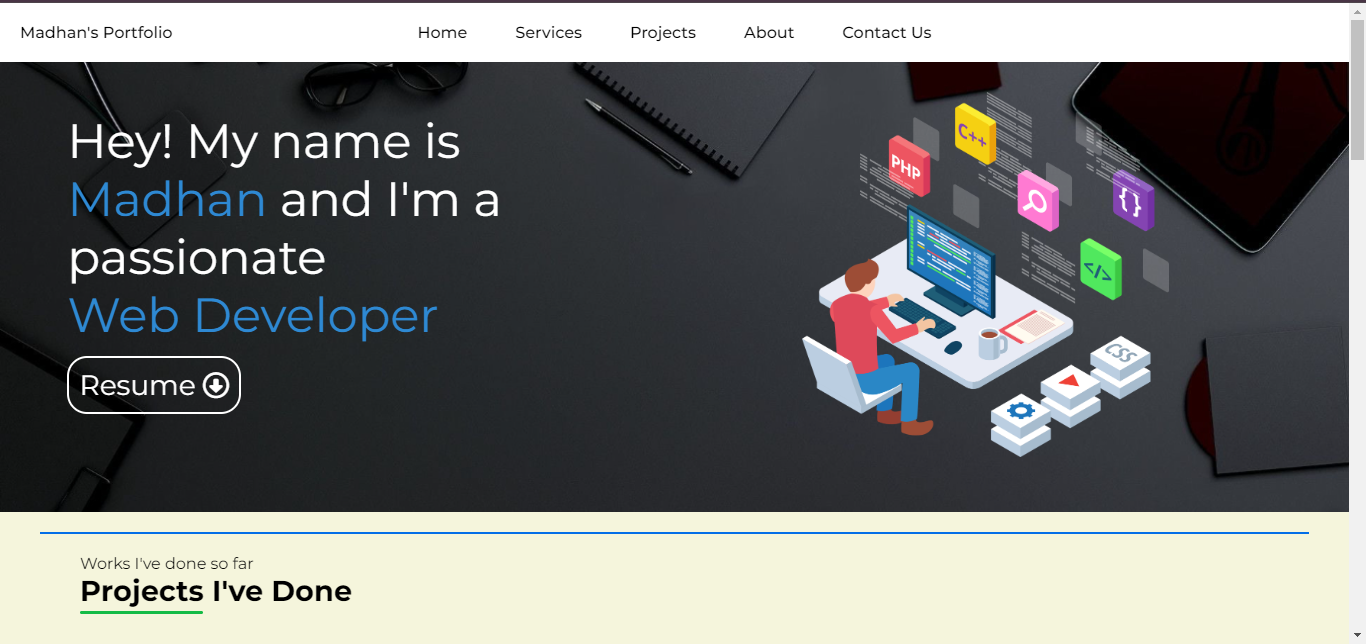 Madhan's Portfolio
Home Services Projects About Contact Us
Hey! My name is
Madhan and I'm a
passionate
Web Developer
Resume
C++
PHP
{}
</>
CSS
Works I've done so far
Projects I've Done